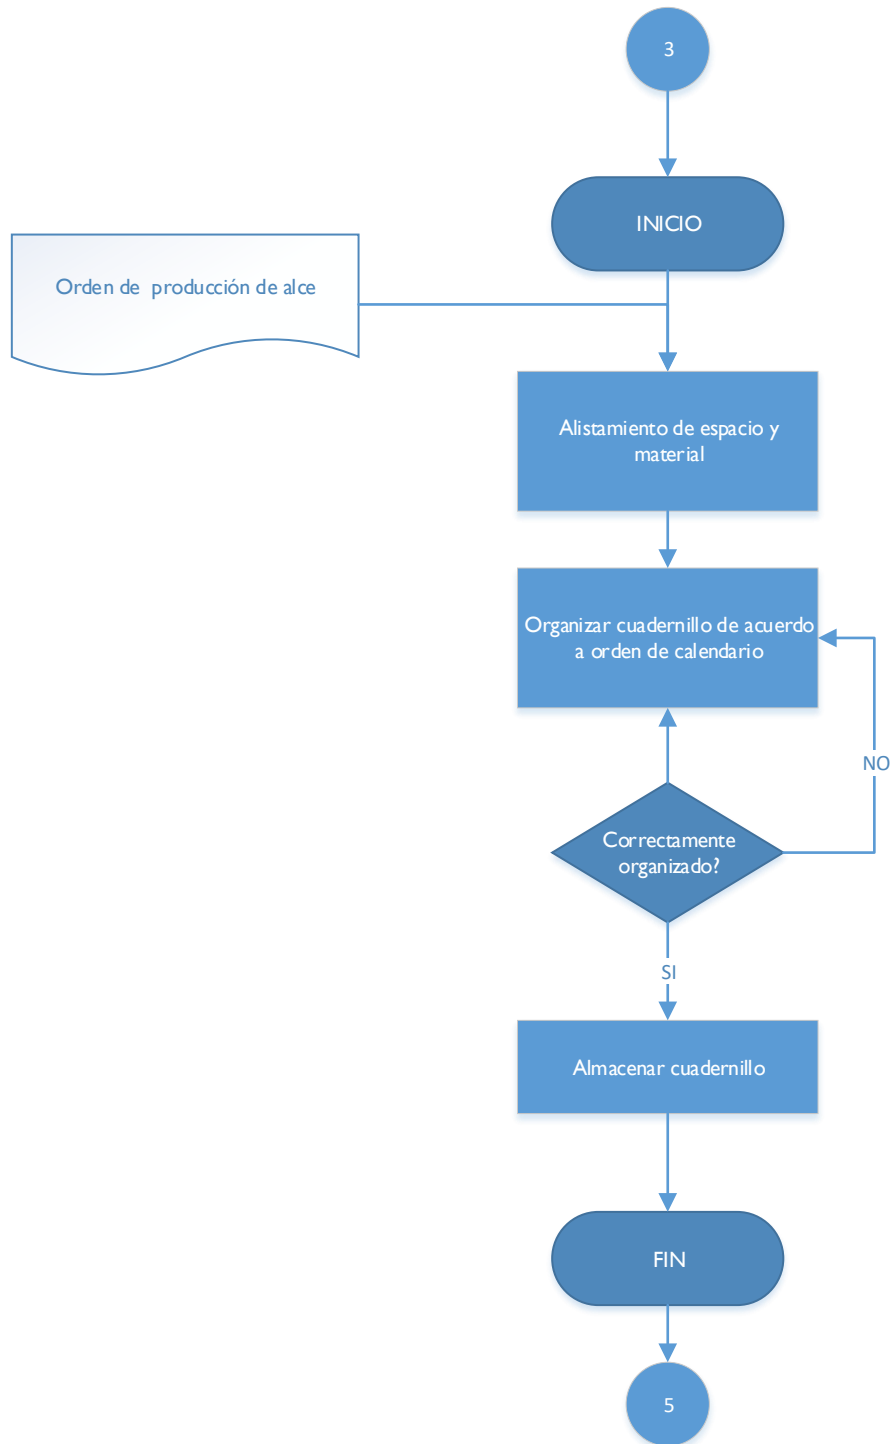 3
INICIO
Orden de producción de alce
Alistamiento de espacio y
material
Organizar cuadernillo de acuerdo
a orden de calendario
NO
Correctamente
organizado?
SI
Almacenar cuadernillo
FIN
5